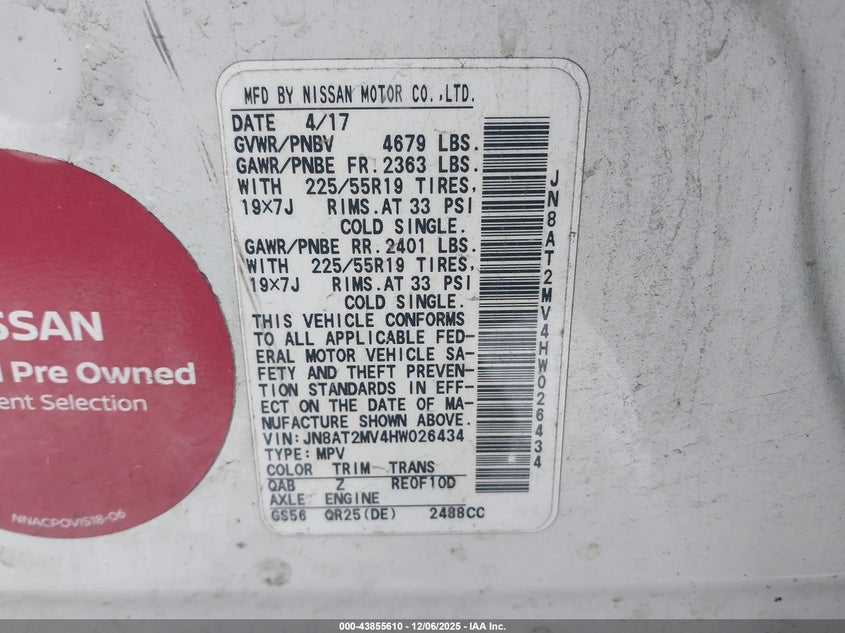 MFD BY NISSAN MOTOR CO.,LTD.
DATE 4/17
GVWR/PNBV 4679 LBS.
GAWR/PNBE FR. 2363 LBS.
WITH 225/55R19 TIRES,
19×7J RIMS.AT 33 PSI
COLD SINGLE.
GAWR/PNBE RR. 2401 LBS.
WITH 225/55R19 TIRES,
19×7J RIMS.AT 33 PSI
COLD SINGLE.
THIS VEHICLE CONFORMS
TO ALL APPLICABLE FED-
ERAL MOTOR VEHICLE SA-
FETY AND THEFT PREVEN-
TION STANDARDS IN EFF-
ECT ON THE DATE OF MA-
NUFACTURE SHOWN ABOVE.
VIN:JN8AT2MV4HW026434
TYPE:MPV
COLOR TRIM TRANS
QAB Z RE0F10D
AXLE ENGINE
GS56 QR25(DE) 2488CC
JN8AT2MV4HW026434
SSAN
Pre Owned
ent Selection
NNACPOVIS18-06
000-43855610 - 12/06/2025 - IAA Inc.